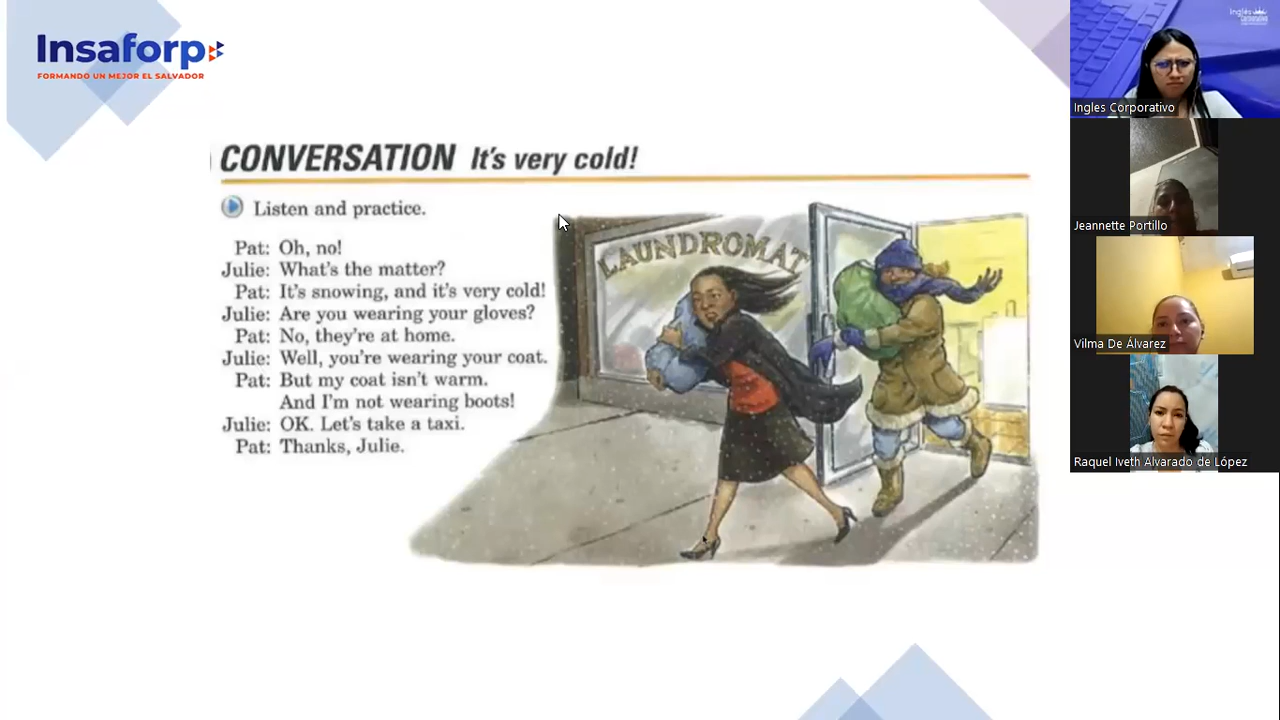 Insaforp
FORMANDO UN MEJOR EL SALVADOR
CONVERSATION It's very cold!
Listen and practice.
Pat: Oh, no!
Julie: What's the matter?
Pat: It's snowing, and it's very cold!
Julie: Are you wearing your gloves?
Pat: No, they're at home.
Julie: Well, you're wearing your coat.
Pat: But my coat isn't warm.
And I'm not wearing boots!
Julie: OK. Let's take a taxi.
Pat: Thanks, Julie.
LAUNDROMAT
Ingles Corporativo
Jeannette Portillo
Vilma De Álvarez
Raquel Iveth Alvarado de López